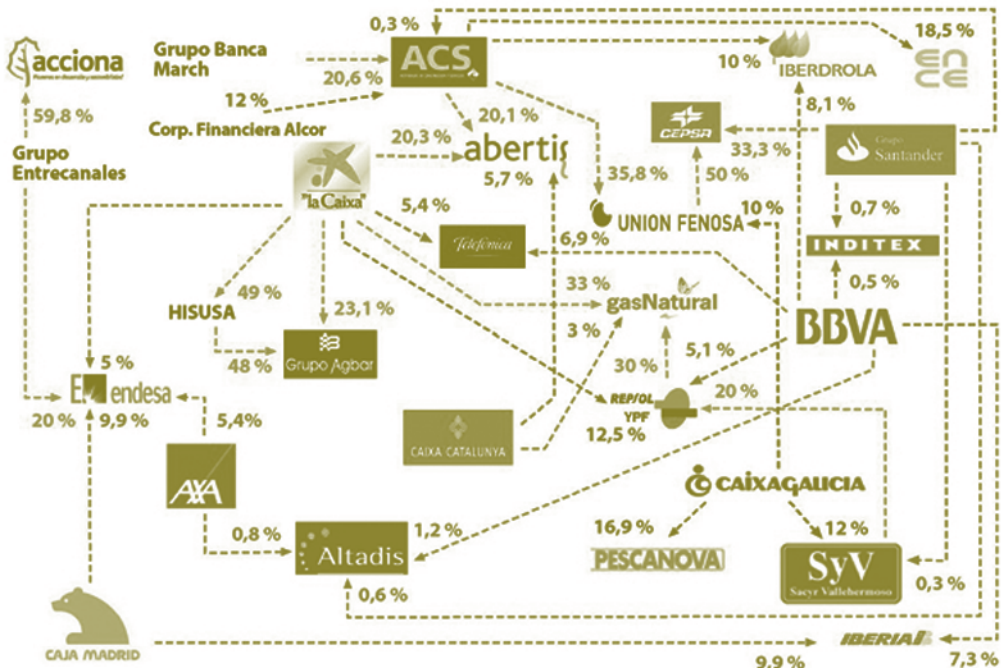 0,3 %
18,5 %
acciona
Grupo Banca
March
ACS
10 %
IBERDROLA
ENCE
20,6 %
12 %
8,1 %
59,8 %
Corp. Financiera Alcor
20,3 %
20,1 %
CEPSA
33,3 %
Grupo
Santander
Grupo
Entrecanales
abertis
5,7 %
35,8 %
50 %
"la Caixa"
5,4 %
UNION FENOSA
10 %
0,7 %
Telefónica
6,9 %
INDITEX
49 %
33 %
0,5 %
HISUSA
23,1 %
gasNatural
BBVA
3 %
48 %
Grupo Agbar
30 %
5,1 %
5 %
endesa
REPSOL
YPF
20 %
20 %
9,9 %
5,4%
12,5 %
CAIXA CATALUNYA
AXA
CAIXAGALICIA
0,8 %
Altadis
1,2 %
16,9 %
12 %
PESCANOVA
SyV
Sacyr Vallehermoso
0,6 %
0,3 %
CAJA MADRID
IBERIA
9,9 %
7,3 %